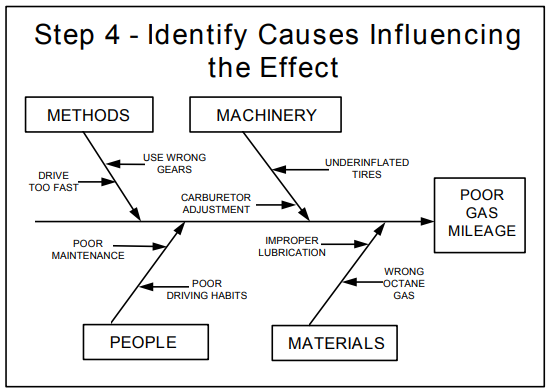 Step 4 - Identify Causes Influencing
the Effect
METHODS
MACHINERY
USE WRONG
GEARS
DRIVE
TOO FAST
UNDERINFLATED
TIRES
CARBURETOR
ADJUSTMENT
POOR
GAS
MILEAGE
POOR
MAINTENANCE
POOR
DRIVING HABITS
IMPROPER
LUBRICATION
WRONG
OCTANE
GAS
PEOPLE
MATERIALS